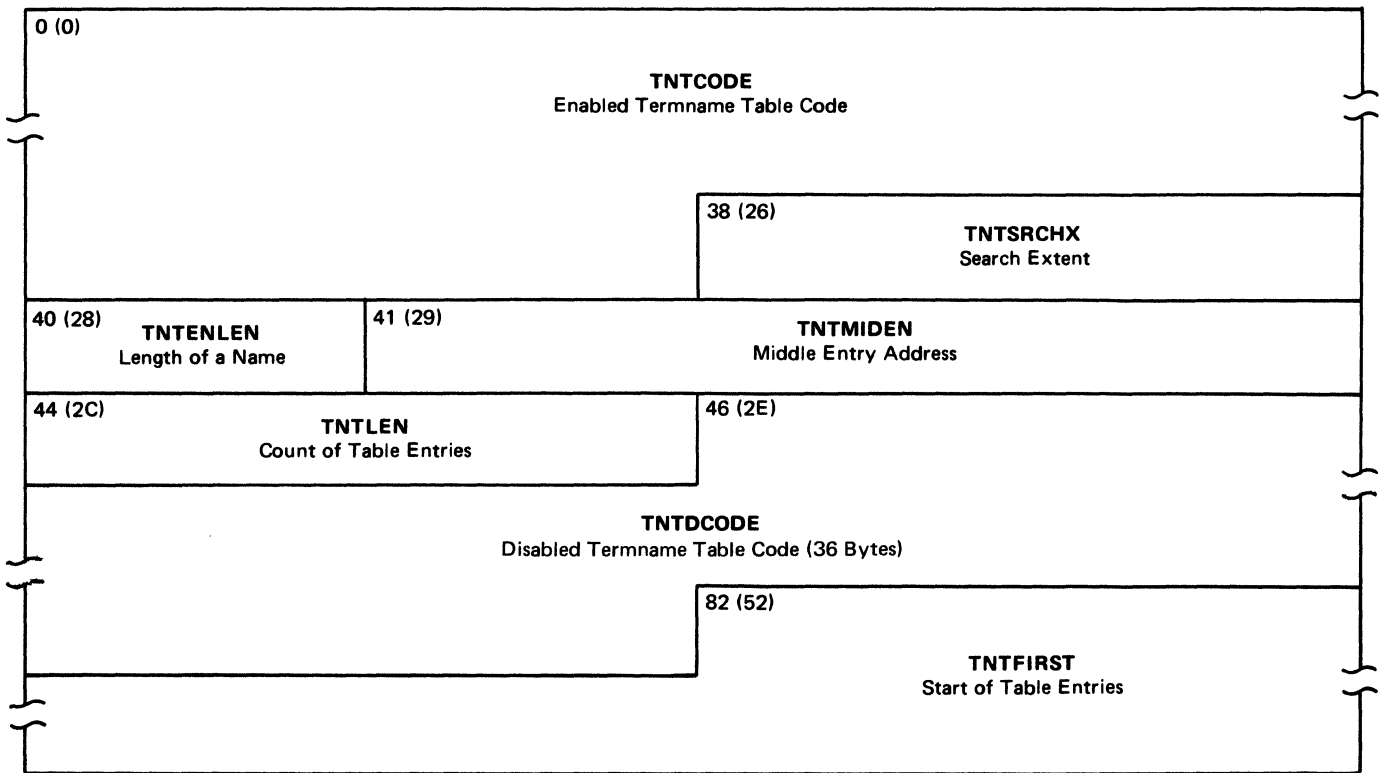 0 (0)
TNTCODE
Enabled Termname Table Code
38 (26)
TNTSRCHX
Search Extent
40 (28)
TNTENLEN
Length of a Name
41 (29)
TNTMIDEN
Middle Entry Address
44 (2C)
TNTLEN
Count of Table Entries
46 (2E)
TNTDCODE
Disabled Termname Table Code (36 Bytes)
82 (52)
TNTFIRST
Start of Table Entries